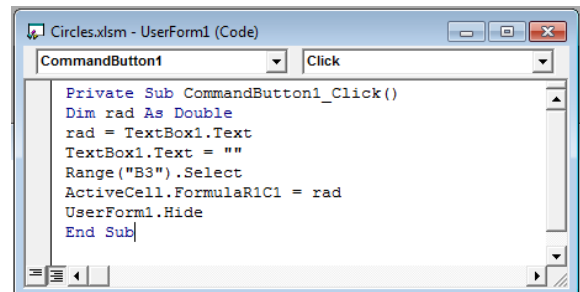 Circles.xlsm - UserForm1 (Code)
CommandButton1 Click
Private Sub CommandButton1_Click()
Dim rad As Double
rad = TextBox1.Text
TextBox1.Text = ""
Range("B3").Select
ActiveCell.FormulaR1C1 = rad
UserForm1.Hide
End Sub